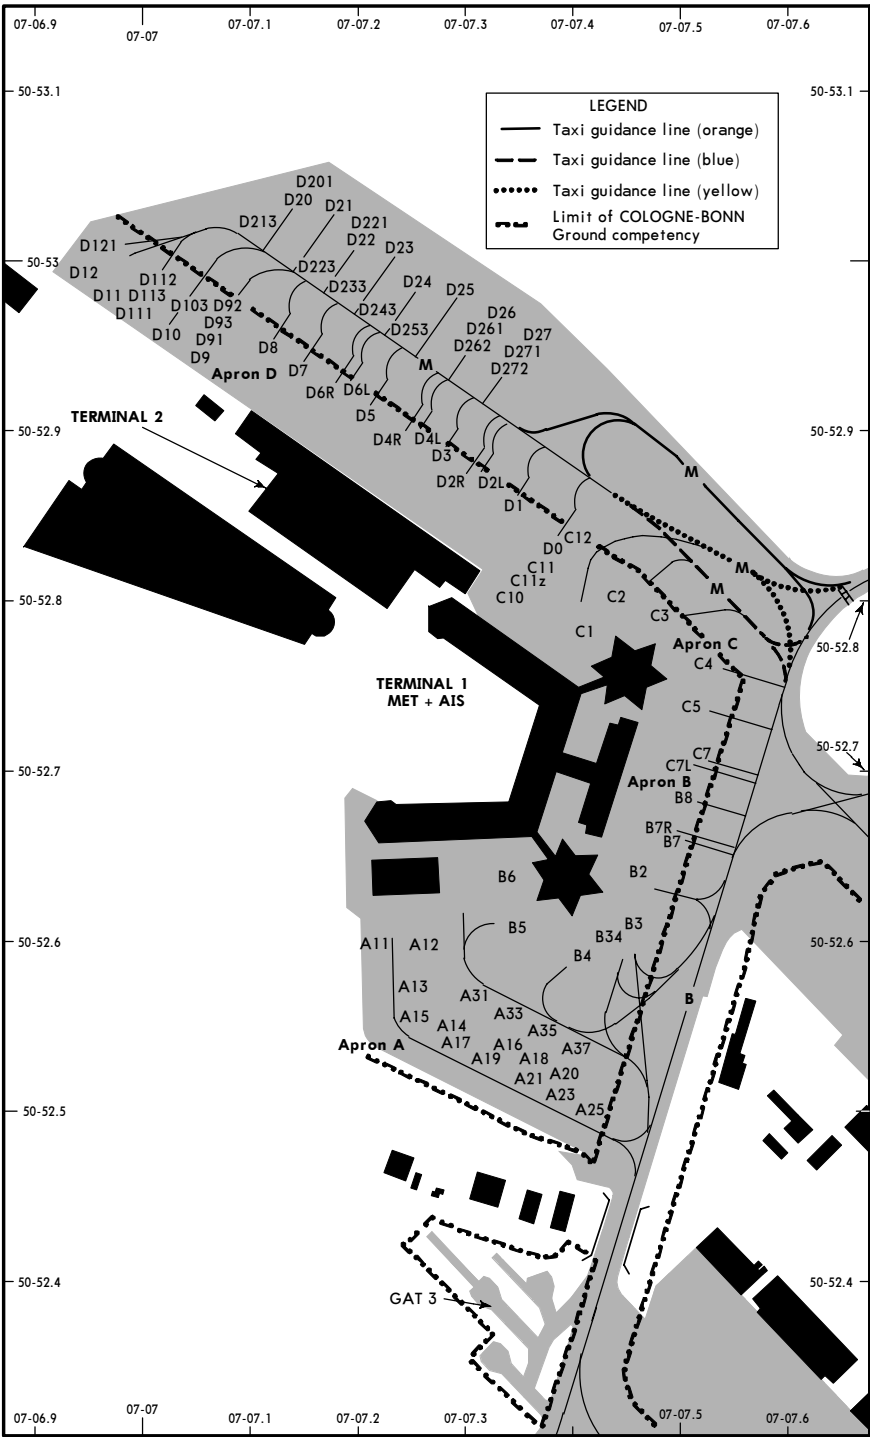 07-06.9
07-07
07-07.1
07-07.2
07-07.3
07-07.4
07-07.5
07-07.6
50-53.1
50-53.1
LEGEND
Taxi guidance line (orange)
Taxi guidance line (blue)
Taxi guidance line (yellow)
Limit of COLOGNE-BONN
Ground competency
D201
D20
D21
D213
D221
D22
D23
D121
50-53
50-53
D12
D112
D223
D24
D233
D25
D11
D113
D103
D92
D243
D26
D111
D93
D253
D261
D27
D10
D91
D8
D262
D271
D9
D7
M
D272
Apron D
D6R
D6L
TERMINAL 2
D5
50-52.9
50-52.9
D4R
D4L
D3
M
D2R
D2L
D1
C12
D0
C11
M
C11z
M
C10
C2
50-52.8
C3
C1
Apron C
50-52.8
C4
TERMINAL 1
MET + AIS
C5
50-52.7
C7
C7L
50-52.7
Apron B
B8
B7R
B7
B6
B2
B5
B3
B34
50-52.6
A11
A12
50-52.6
B4
A13
A31
B
A15
A33
A14
A35
Apron A
A17
A16
A37
A19
A18
A20
A21
A23
50-52.5
A25
50-52.5
50-52.4
50-52.4
GAT 3
07-06.9
07-07
07-07.1
07-07.2
07-07.3
07-07.5
07-07.6